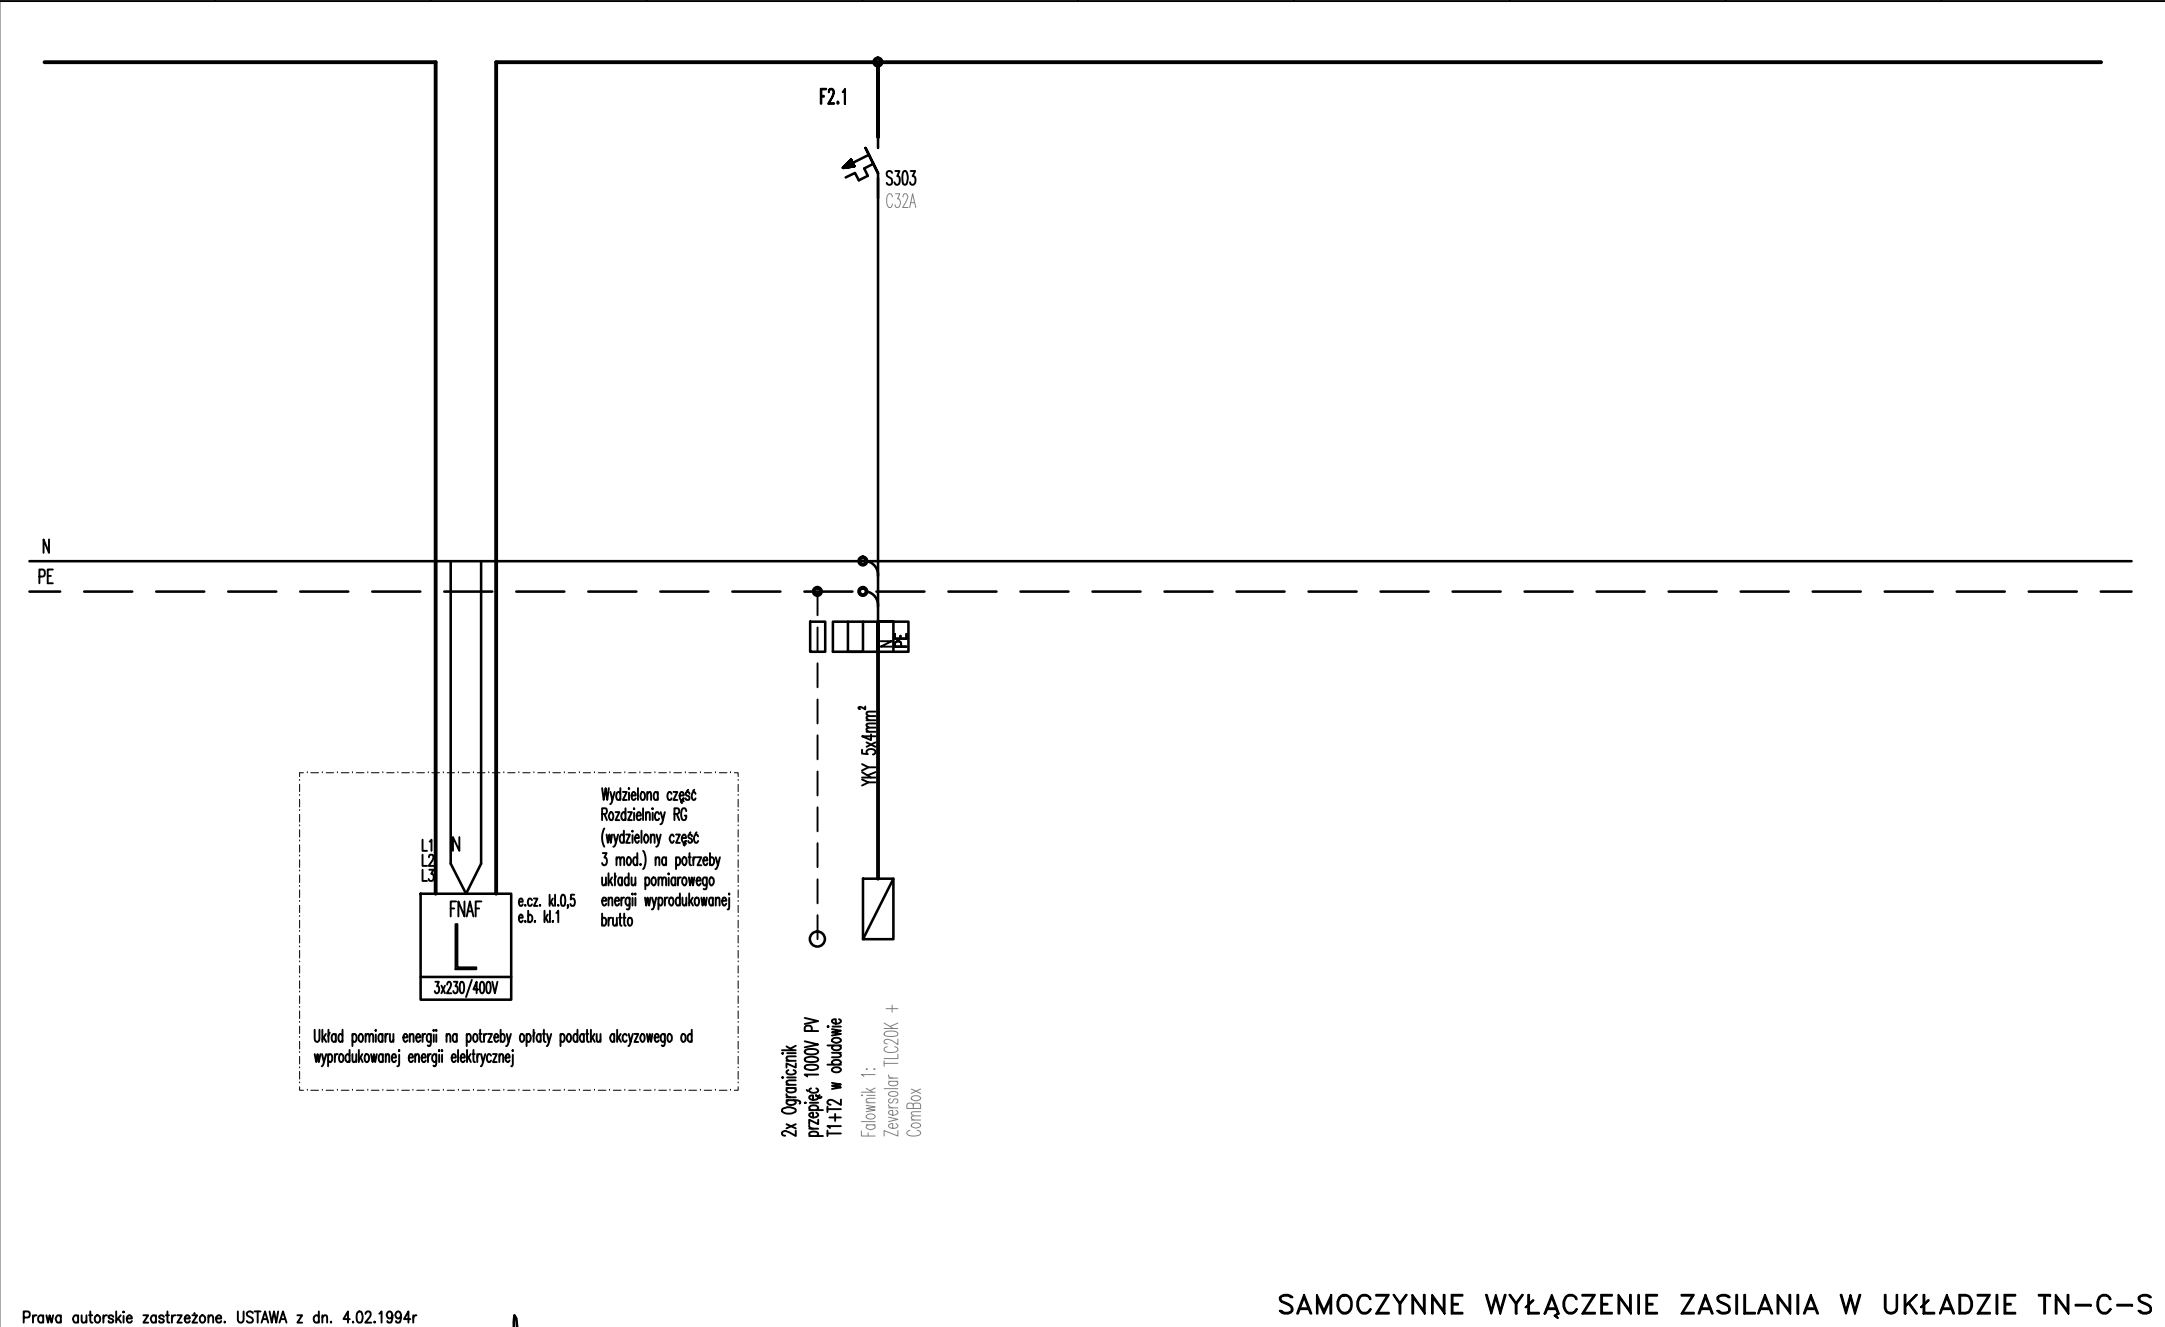 F2.1
S303
C32A
N
PE
N
PE
YKY 5x4mm²
Wydzielona część
Rozdzielnicy RG
(wydzielony część
3 mod.) na potrzeby
układu pomiarowego
energii wyprodukowanej
brutto
L1
L2
L3
N
FNAF
L
3x230/400V
e.cz. kl.0,5
e.b. kl.1
Układ pomiaru energii na potrzeby opłaty podatku akcyzowego od
wyprodukowanej energii elektrycznej
2x Ogranicznik
przepięć 1000V PV
T1+T2 w obudowie
Falownik 1:
Zeversolar TLC20K +
ComBox
SAMOCZYNNE WYŁĄCZENIE ZASILANIA W UKŁADZIE TN-C-S
Prawa autorskie zastrzeżone. USTAWA z dn. 4.02.1994r